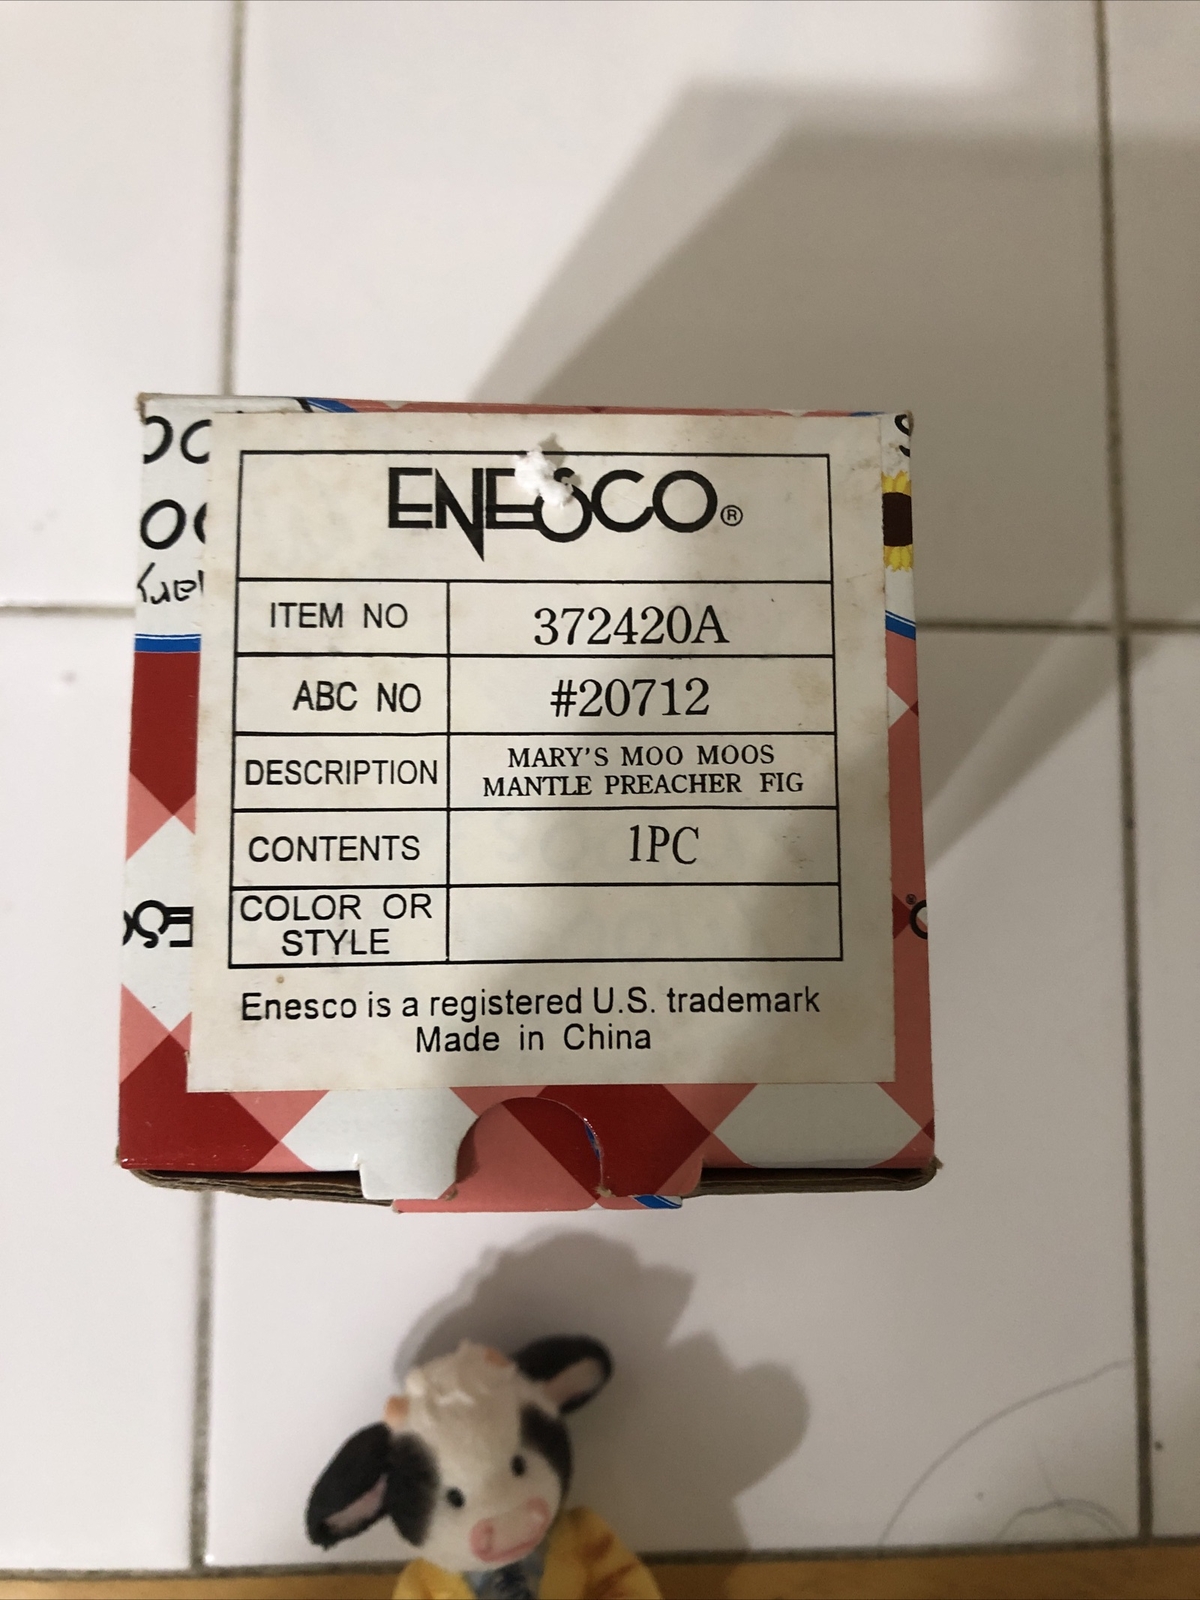 ENESCO®
ITEM NO 372420A
ABC NO #20712
DESCRIPTION MARY'S MOO MOOS
MANTLE PREACHER FIG
CONTENTS 1PC
COLOR OR
STYLE
Enesco is a registered U.S. trademark
Made in China